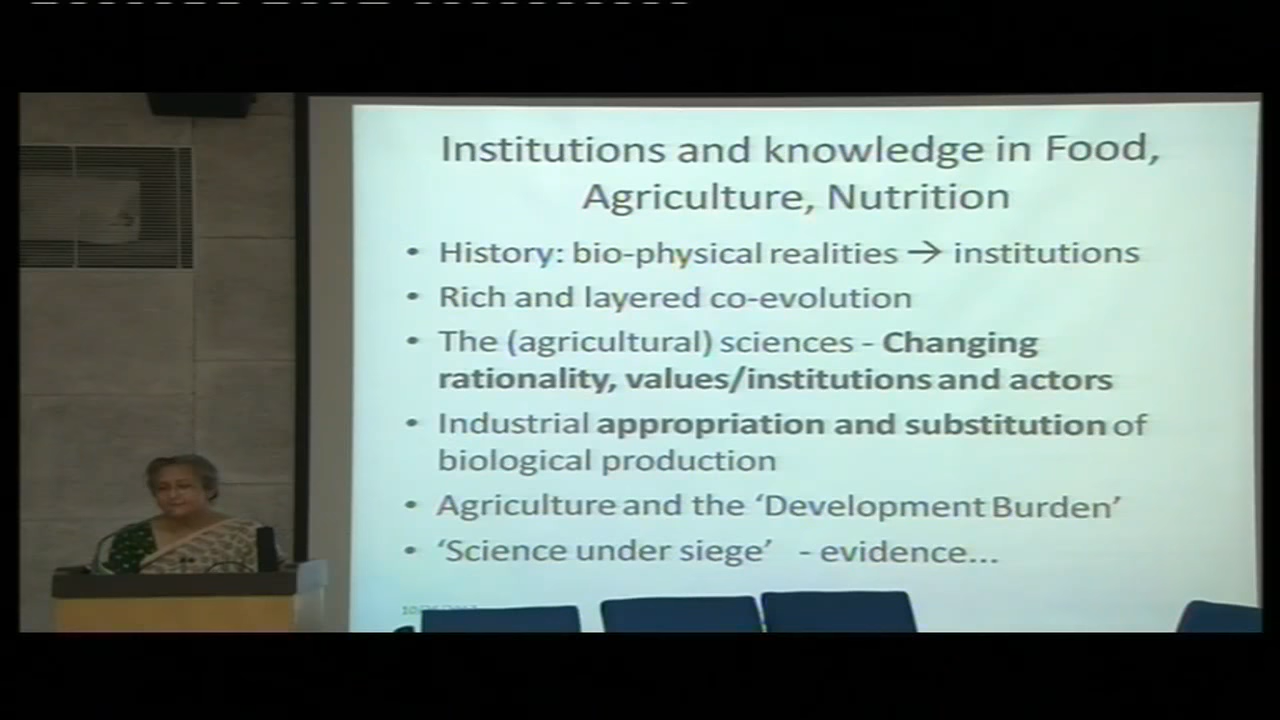 Institutions and knowledge in Food,
Agriculture, Nutrition
• History: bio-physical realities → institutions
• Rich and layered co-evolution
• The (agricultural) sciences - Changing
rationality, values/institutions and actors
• Industrial appropriation and substitution of
biological production
• Agriculture and the ‘Development Burden’
• ‘Science under siege’ - evidence...